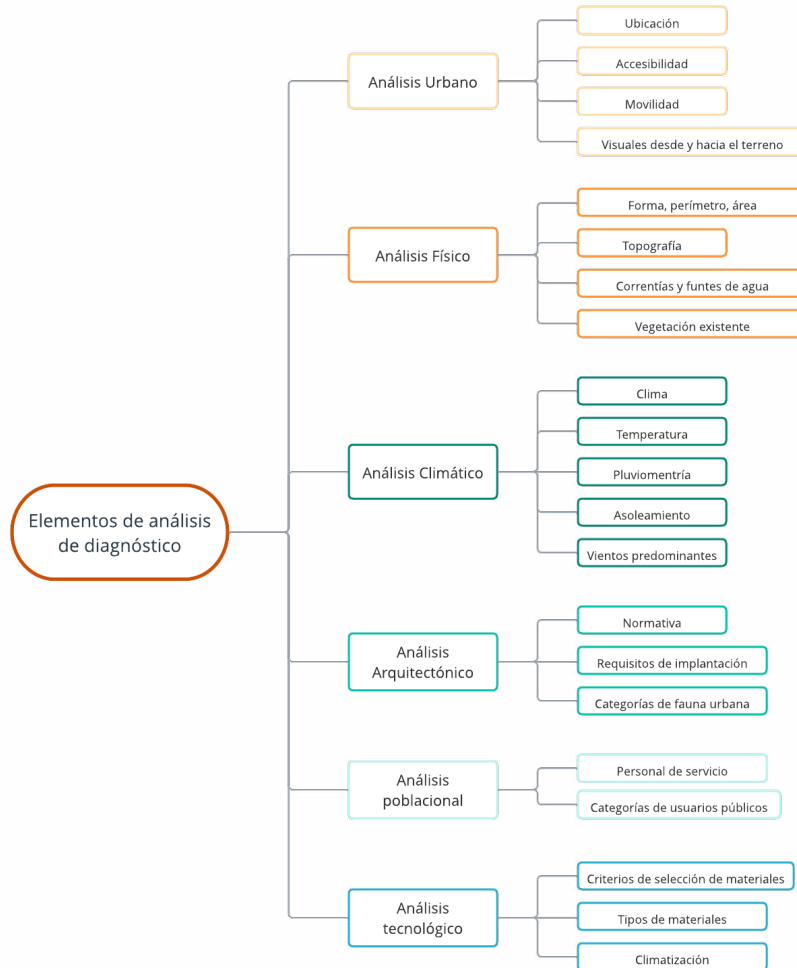 Elementos de análisis
de diagnóstico
Análisis Urbano
Ubicación
Accesibilidad
Movilidad
Visuales desde y hacia el terreno
Análisis Físico
Forma, perímetro, área
Topografía
Correntías y funtes de agua
Vegetación existente
Análisis Climático
Clima
Temperatura
Pluviomentría
Asoleamiento
Vientos predominantes
Análisis
Arquitectónico
Normativa
Requisitos de implantación
Categorías de fauna urbana
Análisis
poblacional
Personal de servicio
Categorías de usuarios públicos
Análisis
tecnológico
Criterios de selección de materiales
Tipos de materiales
Climatización